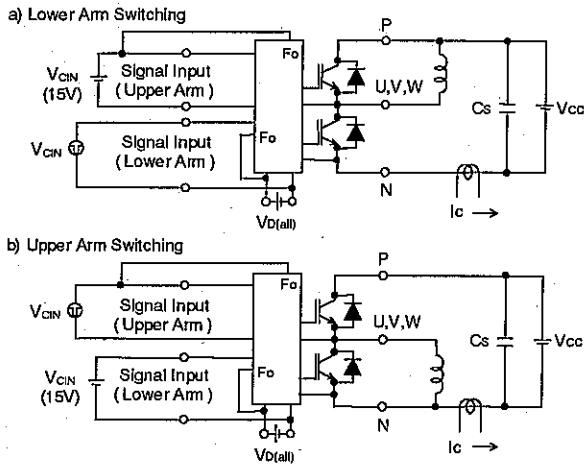 a) Lower Arm Switching
P
Fo
VCIN
(15V)
Signal Input
( Upper Arm )
U,V,W
Cs
Vcc
VCIN
Signal Input
( Lower Arm )
Fo
N
VD(all)
Ic
b) Upper Arm Switching
P
Fo
VCIN
Signal Input
( Upper Arm )
U,V,W
Cs
Vcc
VCIN
(15V)
Signal Input
( Lower Arm )
Fo
N
VD(all)
Ic